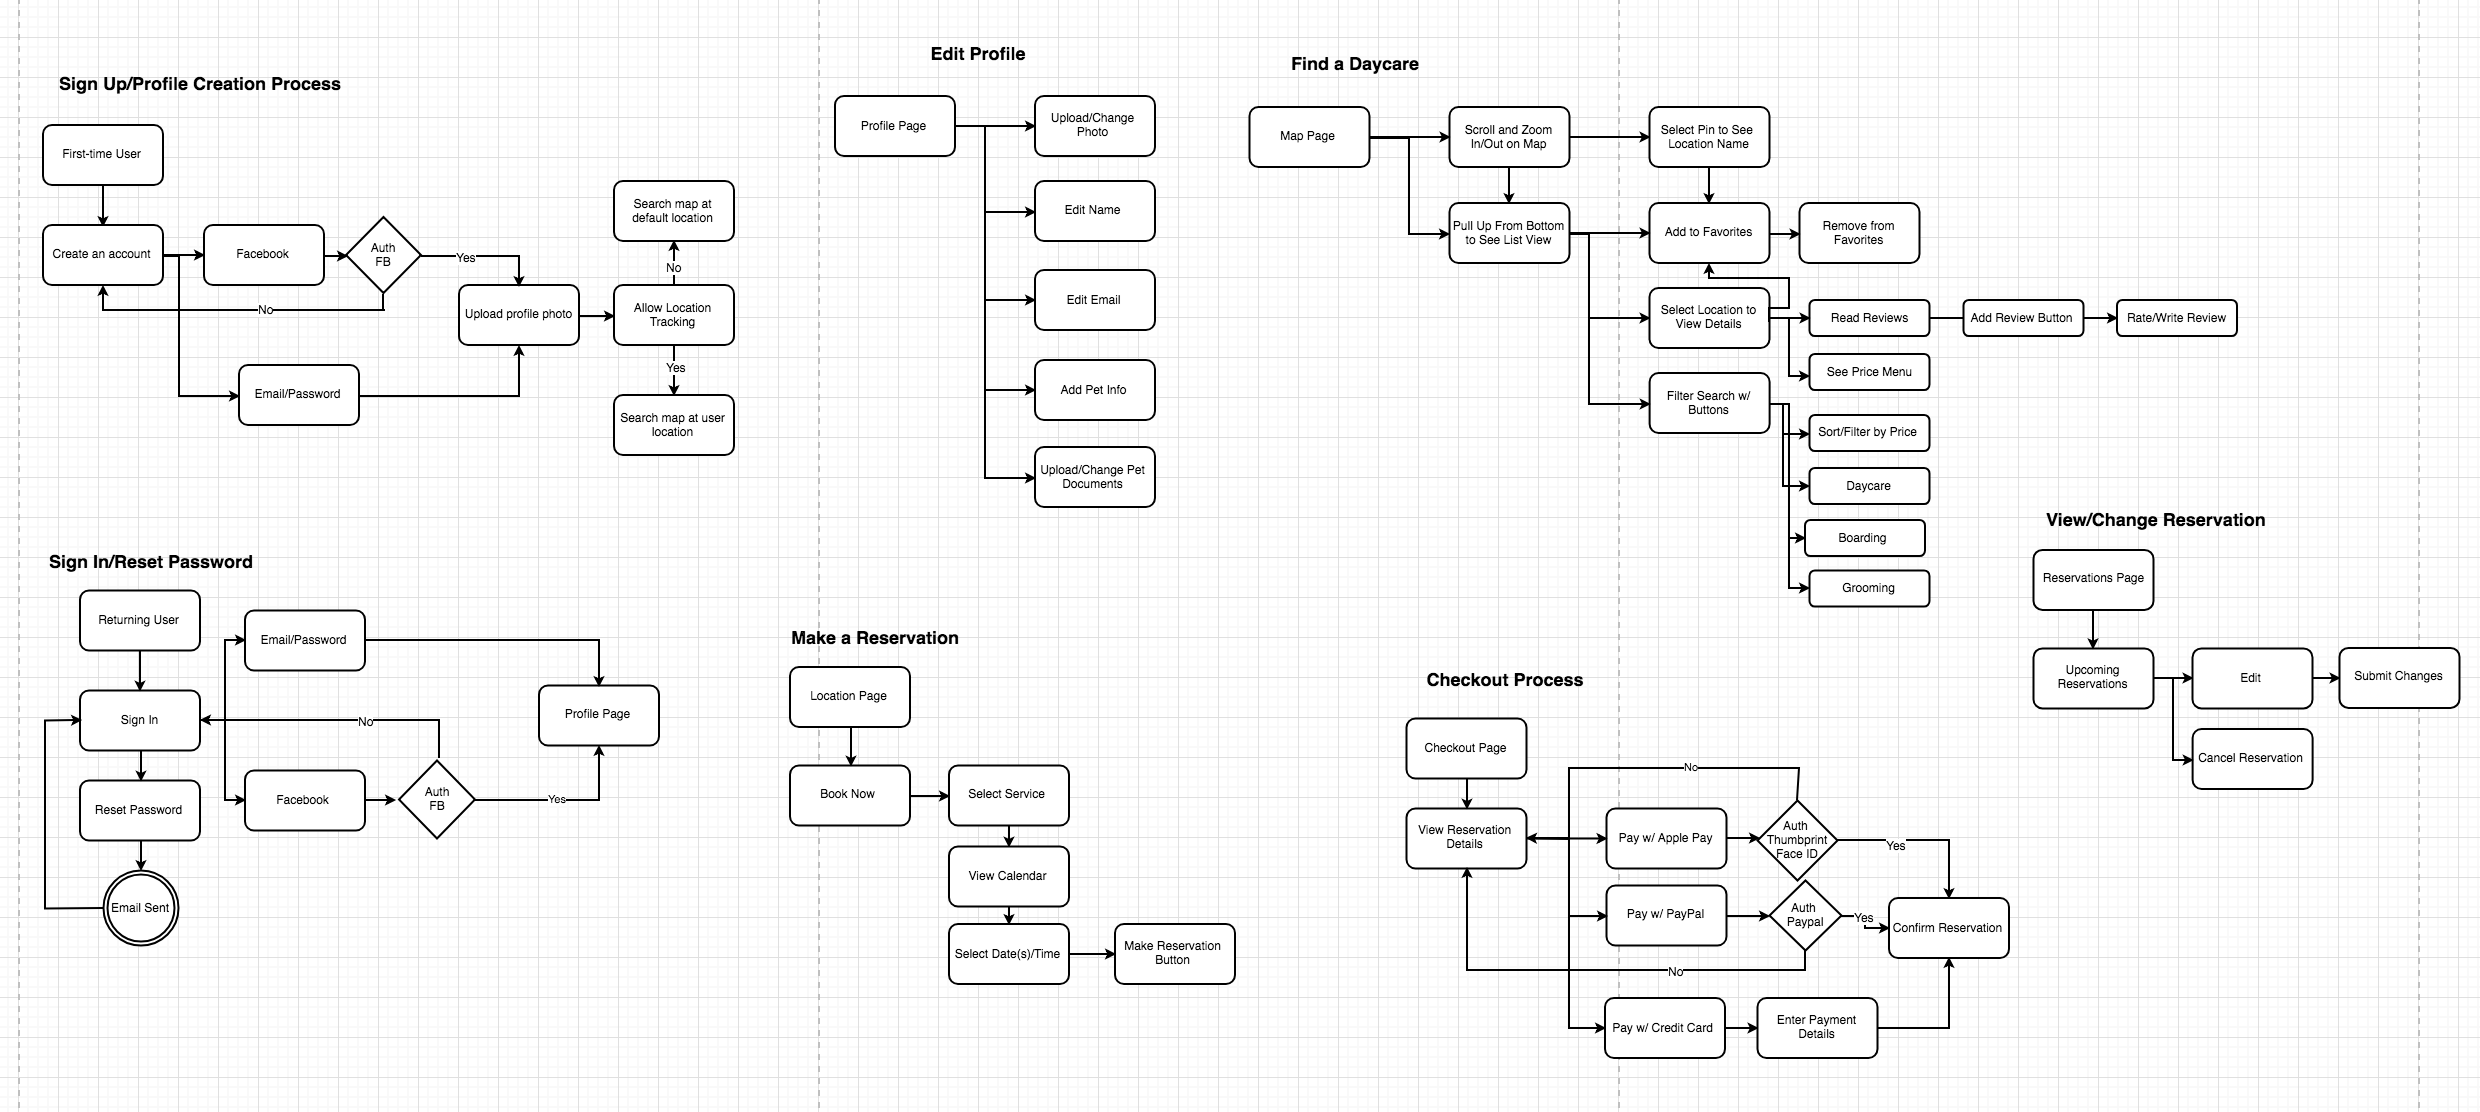 Sign Up/Profile Creation Process
First-time User
Create an account
Facebook
Auth
FB
Yes
No
Email/Password
Upload profile photo
Allow Location
Tracking
No
Search map at
default location
Yes
Search map at user
location
Edit Profile
Profile Page
Upload/Change
Photo
Edit Name
Edit Email
Add Pet Info
Upload/Change Pet
Documents
Find a Daycare
Map Page
Scroll and Zoom
In/Out on Map
Select Pin to See
Location Name
Pull Up From Bottom
to See List View
Add to Favorites
Remove from
Favorites
Select Location to
View Details
Read Reviews
Add Review Button
Rate/Write Review
See Price Menu
Filter Search w/
Buttons
Sort/Filter by Price
Daycare
Boarding
Grooming
Sign In/Reset Password
Returning User
Sign In
Reset Password
Email Sent
Email/Password
Facebook
Auth
FB
No
Yes
Profile Page
Make a Reservation
Location Page
Book Now
Select Service
View Calendar
Select Date(s)/Time
Make Reservation
Button
Checkout Process
Checkout Page
View Reservation
Details
No
Pay w/ Apple Pay
Auth
Thumbprint
Face ID
Yes
Pay w/ PayPal
Auth
Paypal
Yes
No
Confirm Reservation
Pay w/ Credit Card
Enter Payment
Details
View/Change Reservation
Reservations Page
Upcoming
Reservations
Edit
Submit Changes
Cancel Reservation